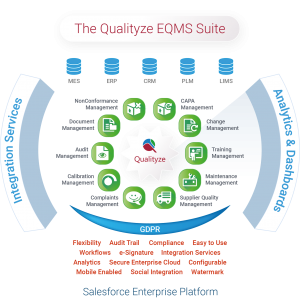 The Qualityze EQMS Suite
MES ERP CRM PLM LIMS
Integration Services
Analytics & Dashboards
NonConformance
Management
CAPA
Management
Document
Management
Change
Management
Audit
Management
Qualityze
Training
Management
Calibration
Management
Maintenance
Management
Complaints
Management
Supplier Quality
Management
GDPR
Flexibility Audit Trail Compliance Easy to Use
Workflows e-Signature Integration Services
Analytics Secure Enterprise Cloud Configurable
Mobile Enabled Social Integration Watermark
Salesforce Enterprise Platform